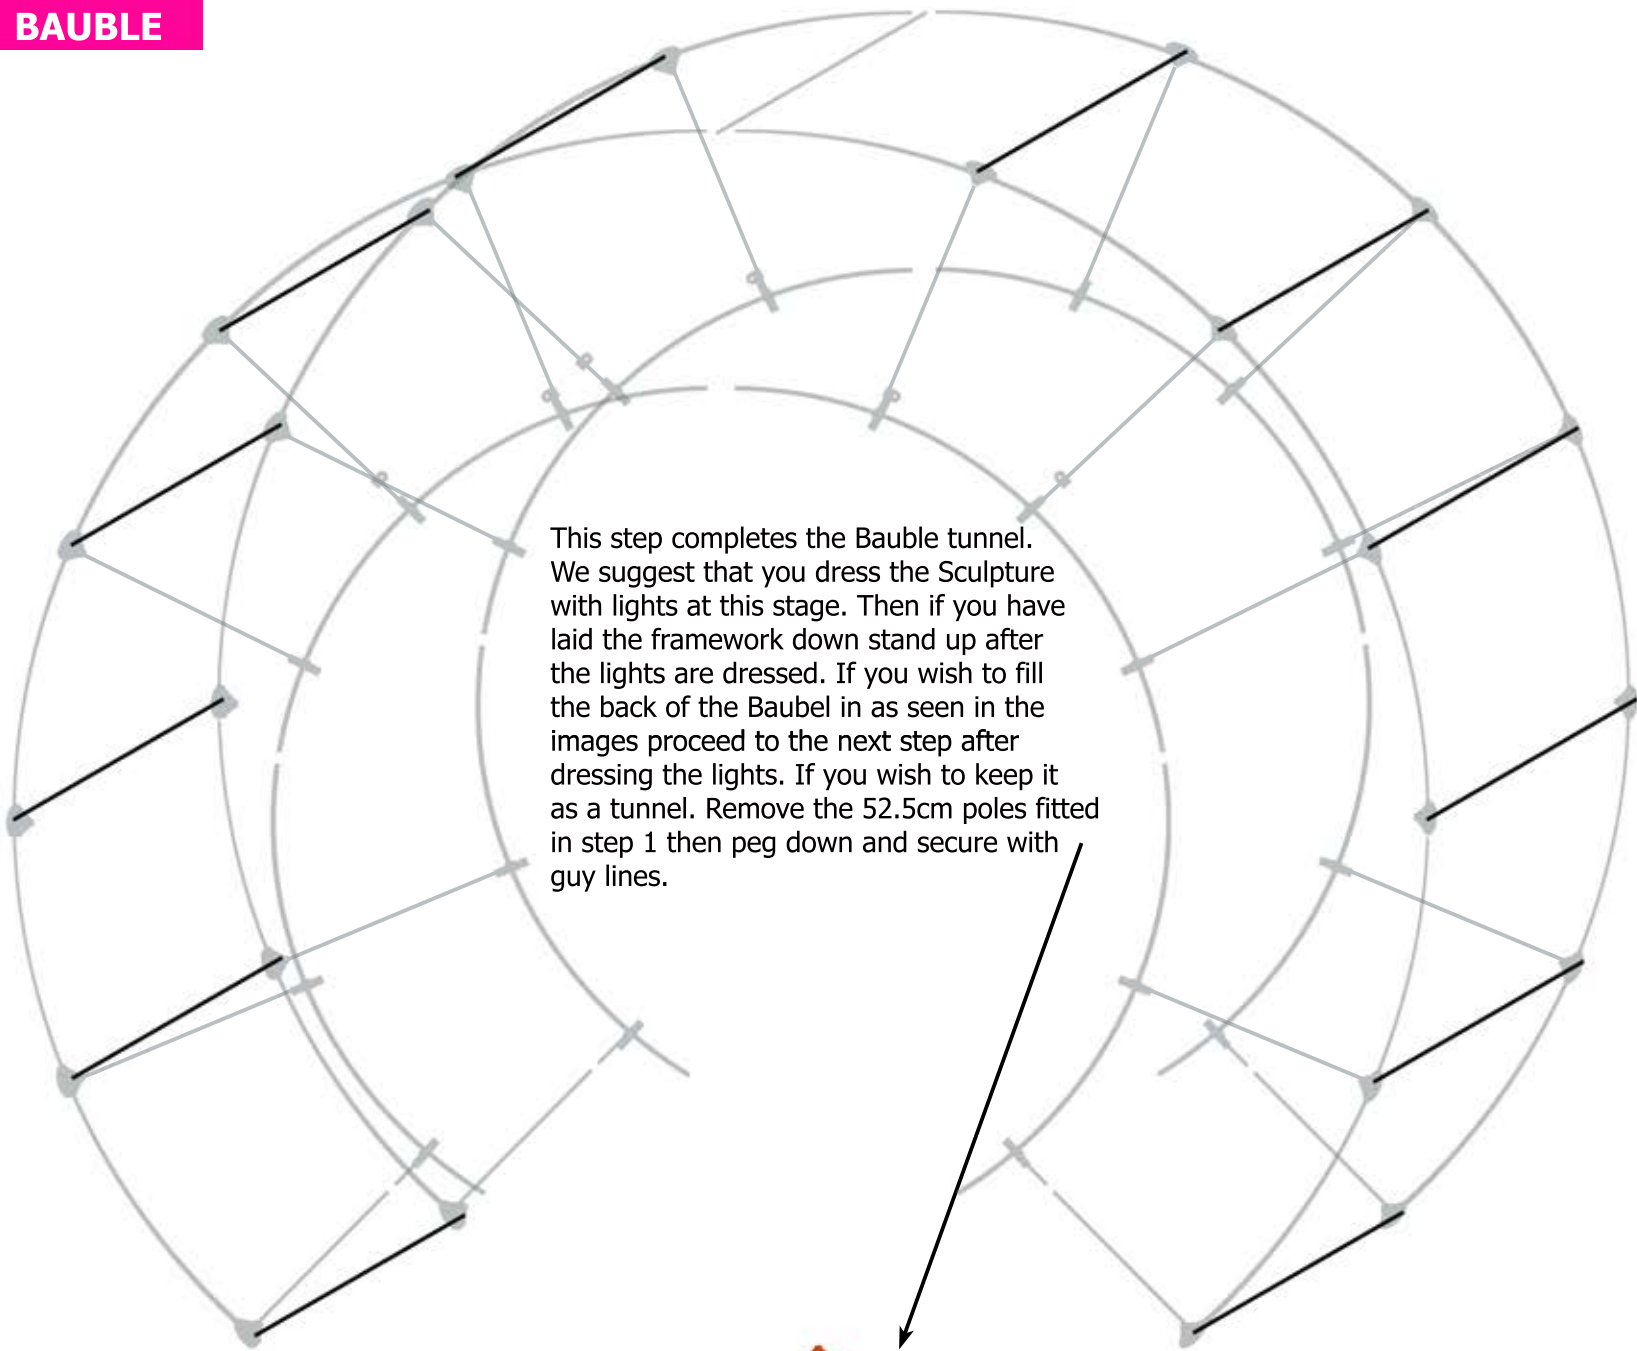 BAUBLE
This step completes the Bauble tunnel.
We suggest that you dress the Sculpture
with lights at this stage. Then if you have
laid the framework down stand up after
the lights are dressed. If you wish to fill
the back of the Baubel in as seen in the
images proceed to the next step after
dressing the lights. If you wish to keep it
as a tunnel. Remove the 52.5cm poles fitted
in step 1 then peg down and secure with
guy lines.